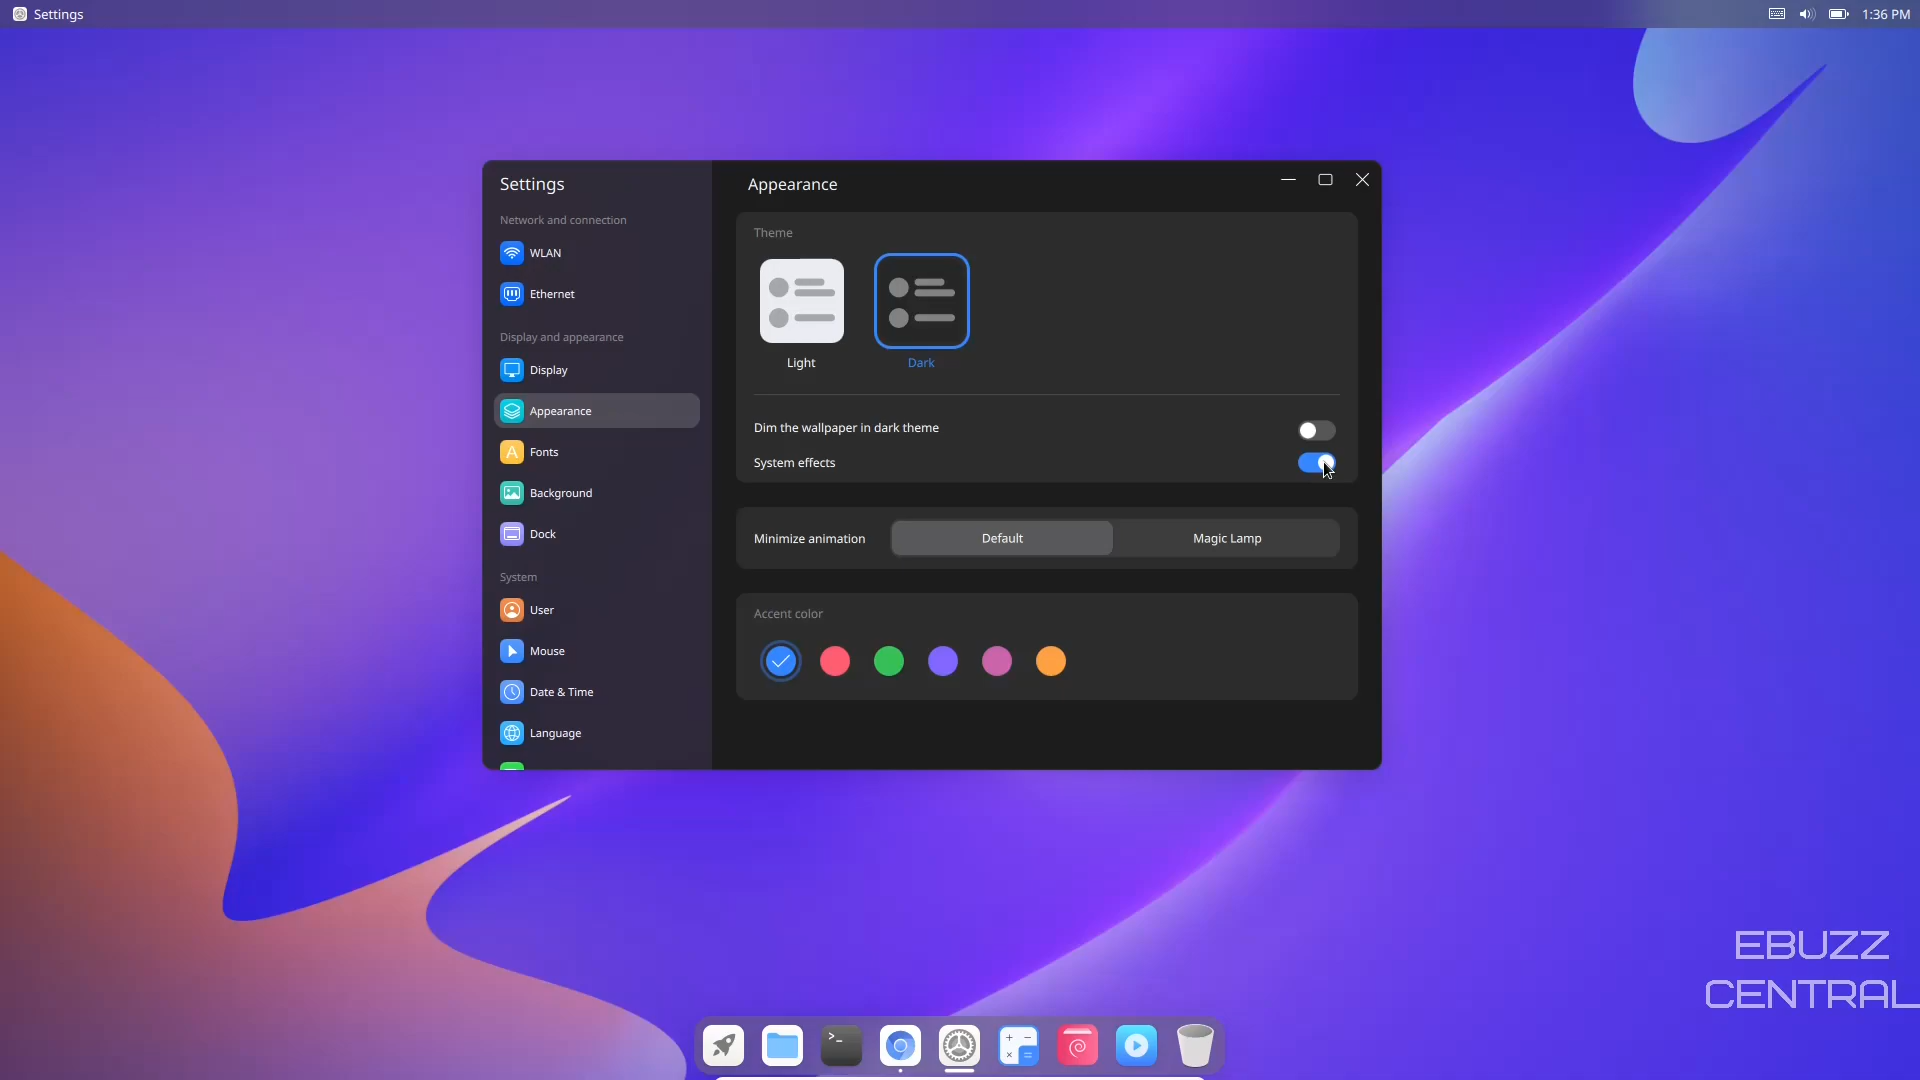 Settings
1:36 PM
Settings
Appearance
Network and connection
WLAN
Ethernet
Display and appearance
Display
Appearance
Fonts
Background
Dock
System
User
Mouse
Date & Time
Language
Theme
Light
Dark
Dim the wallpaper in dark theme
System effects
Minimize animation
Default
Magic Lamp
Accent color
EBUZZ
CENTRAL